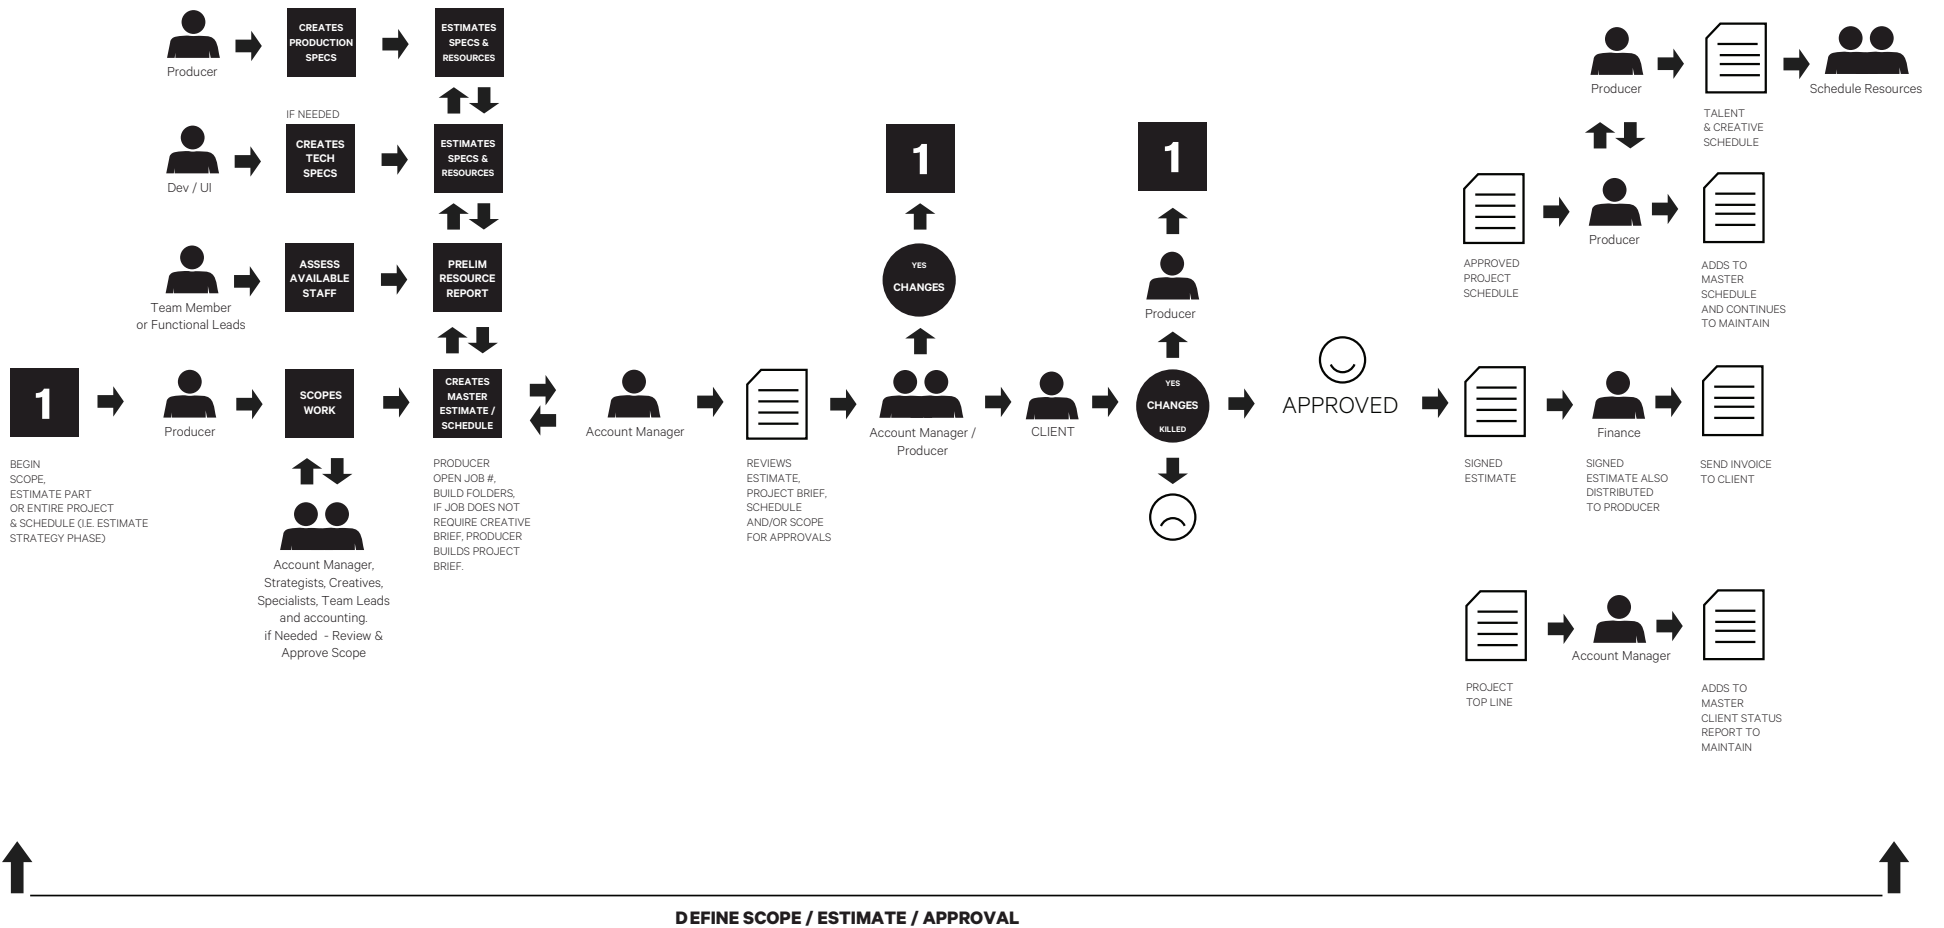 Producer
CREATES
PRODUCTION
SPECS
ESTIMATES
SPECS &
RESOURCES
IF NEEDED
Dev / UI
CREATES
TECH
SPECS
ESTIMATES
SPECS &
RESOURCES
Team Member
or Functional Leads
ASSESS
AVAILABLE
STAFF
PRELIM
RESOURCE
REPORT
1
BEGIN
SCOPE,
ESTIMATE PART
OR ENTIRE PROJECT
& SCHEDULE (I.E. ESTIMATE
STRATEGY PHASE)
Producer
SCOPES
WORK
Account Manager,
Strategists, Creatives,
Specialists, Team Leads
and accounting.
if Needed - Review &
Approve Scope
CREATES
MASTER
ESTIMATE /
SCHEDULE
PRODUCER
OPEN JOB #,
BUILD FOLDERS,
IF JOB DOES NOT
REQUIRE CREATIVE
BRIEF, PRODUCER
BUILDS PROJECT
BRIEF.
Account Manager
REVIEWS
ESTIMATE,
PROJECT BRIEF,
SCHEDULE
AND/OR SCOPE
FOR APPROVALS
1
YES
CHANGES
Account Manager /
Producer
CLIENT
1
Producer
YES
CHANGES
KILLED
APPROVED
Producer
TALENT
& CREATIVE
SCHEDULE
Schedule Resources
APPROVED
PROJECT
SCHEDULE
Producer
ADDS TO
MASTER
SCHEDULE
AND CONTINUES
TO MAINTAIN
SIGNED
ESTIMATE
Finance
SIGNED
ESTIMATE ALSO
DISTRIBUTED
TO PRODUCER
SEND INVOICE
TO CLIENT
PROJECT
TOP LINE
Account Manager
ADDS TO
MASTER
CLIENT STATUS
REPORT TO
MAINTAIN
DEFINE SCOPE / ESTIMATE / APPROVAL